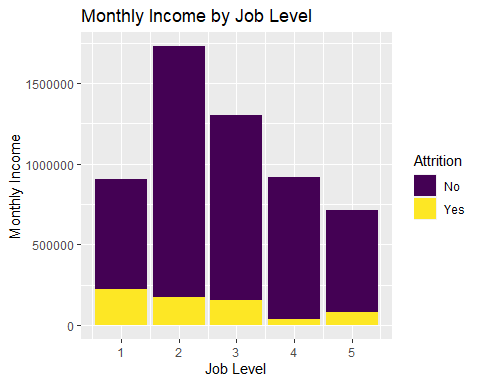 Monthly Income by Job Level
Monthly Income
1500000
1000000
500000
0
1 2 3 4 5
Job Level
Attrition
No
Yes